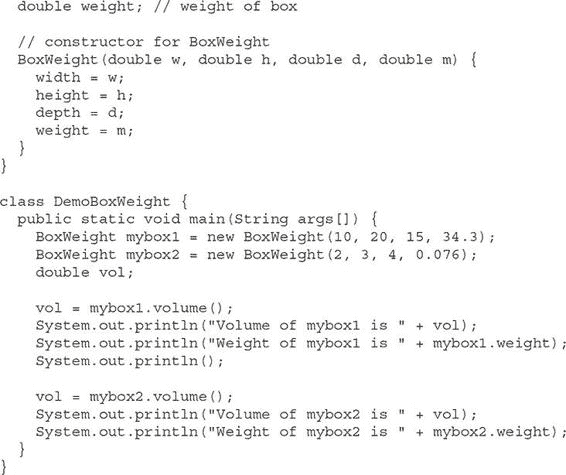 double weight; // weight of box

  // constructor for BoxWeight
  BoxWeight(double w, double h, double d, double m) {
    width = w;
    height = h;
    depth = d;
    weight = m;
  }
}

class DemoBoxWeight {
  public static void main(String args[]) {
    BoxWeight mybox1 = new BoxWeight(10, 20, 15, 34.3);
    BoxWeight mybox2 = new BoxWeight(2, 3, 4, 0.076);
    double vol;

    vol = mybox1.volume();
    System.out.println("Volume of mybox1 is " + vol);
    System.out.println("Weight of mybox1 is " + mybox1.weight);
    System.out.println();

    vol = mybox2.volume();
    System.out.println("Volume of mybox2 is " + vol);
    System.out.println("Weight of mybox2 is " + mybox2.weight);
  }
}